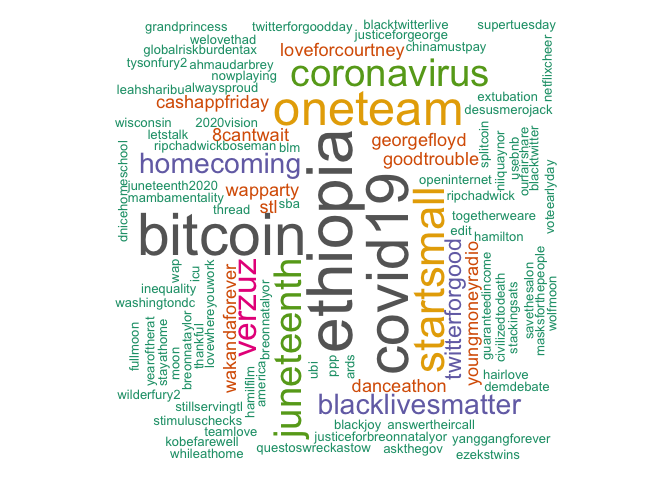 grandprincess
twitterforgoodday
blacktwitterlive
supertuesday
welovethad
justiceforgeorge
globalriskburdentax
loveforcourtney
chinamustpay
tysonfury2
ahmaudarbrey
nowplaying
coronavirus
netflixcheer
leahsharibu
alwaysproud
cashappfriday
oneteam
extubation
desusmerojack
wisconsin
2020vision
letstalk
8cantwait
georgefloyd
splitcoin
ripchadwickboseman
blm
goodtrouble
niiquaynor
usebnb
ourfairshare
blacktwitter
dnicehomeschool
homecoming
openinternet
voteearlyday
juneteenth2020
wapparty
ripchadwick
mambamentality
thread
stl
sba
togetherweare
bitcoin
ethiopia
covid19
startsmall
edit
hamilton
twitterforgood
youngmoneyradio
guaranteedincome
civilizedtodeath
stackingsats
savethesalon
masksforthepeople
wolfmoon
wap
icu
inequality
washingtondc
lovewhereyouwork
wakandaforever
verzuz
breonnatalyor
juneteenth
fullmoon
yearoftherat
stayathome
moon
breonnataylor
thankful
hamilfilm
america
ubi
ppp
ards
hairlove
danceathon
demdebate
wilderfury2
stillservingtl
blacklivesmatter
stimuluschecks
teamlove
blackjoy
answertheircall
kobefarewell
justiceforbreonnatalyor
yanggangforever
whileathome
questoswreckastow
askthegov
ezekstwins